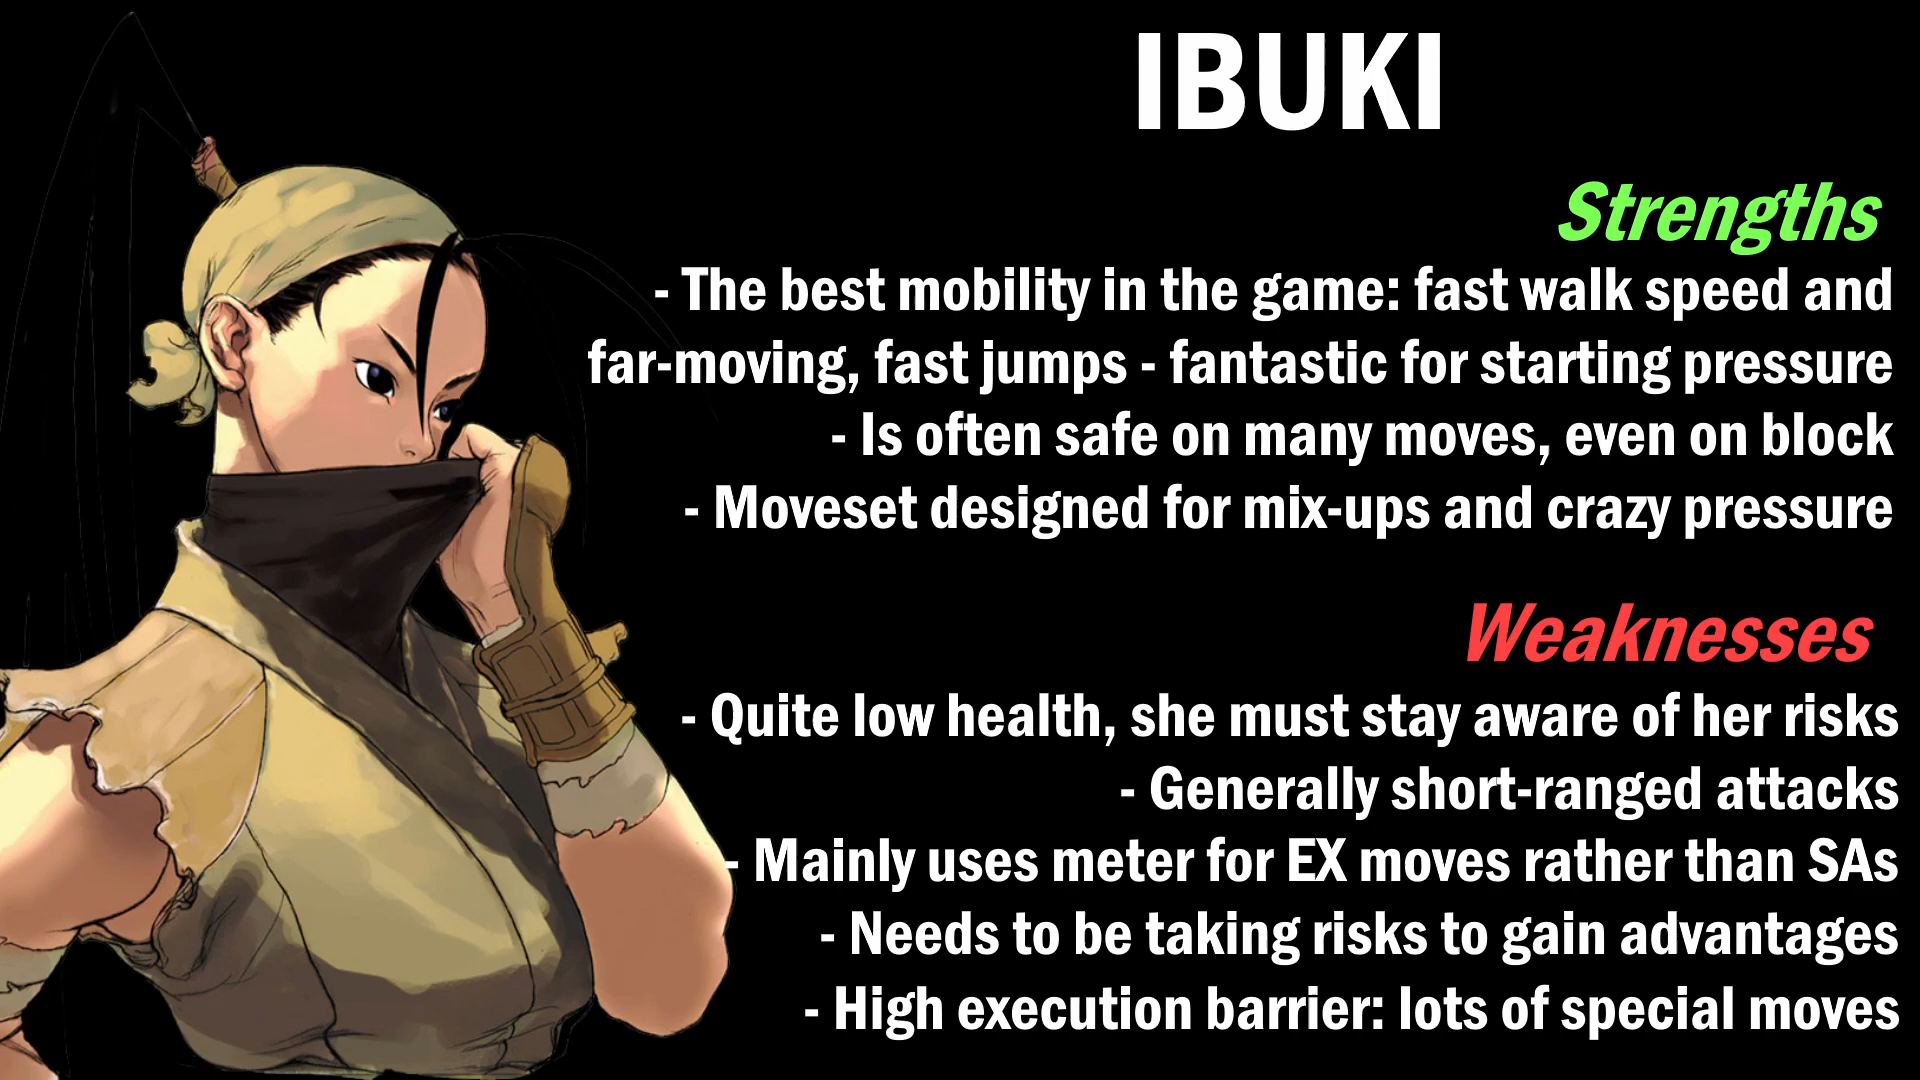 IBUKI
Strengths
- The best mobility in the game: fast walk speed and
far-moving, fast jumps - fantastic for starting pressure
- Is often safe on many moves, even on block
- Moveset designed for mix-ups and crazy pressure
Weaknesses
- Quite low health, she must stay aware of her risks
- Generally short-ranged attacks
- Mainly uses meter for EX moves rather than SAs
- Needs to be taking risks to gain advantages
- High execution barrier: lots of special moves